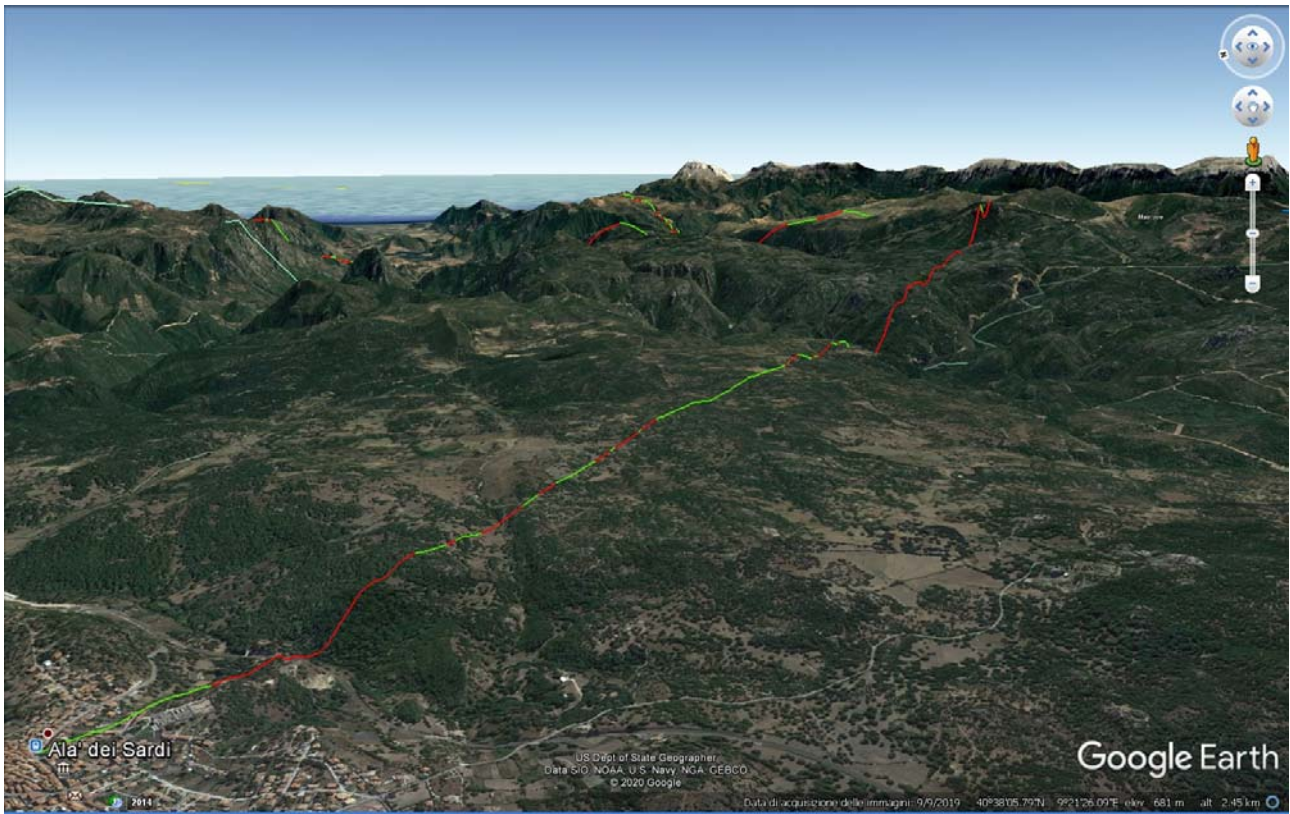 N
Ala' dei Sardi
US Dept of State Geographer
Data SIO, NOAA, U.S. Navy, NGA, GEBCO
© 2020 Google
Google Earth
2014
Data di acquisizione delle immagini: 9/9/2019 40°38'05.79"N 9°21'26.09"E elev 681 m alt 2.45 km